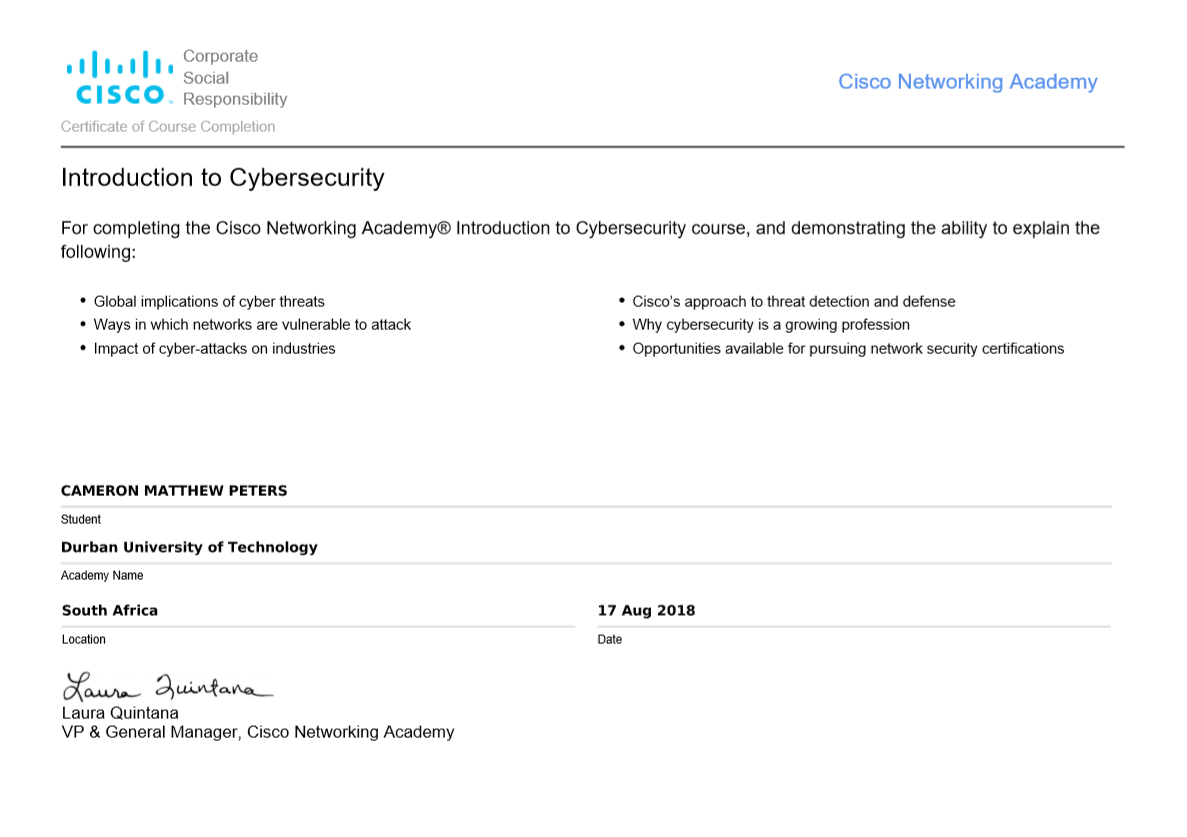 Corporate
Social
CISCO™ Responsibility
Cisco Networking Academy
Certificate of Course Completion
Introduction to Cybersecurity
For completing the Cisco Networking Academy® Introduction to Cybersecurity course, and demonstrating the ability to explain the
following:
• Global implications of cyber threats
• Ways in which networks are vulnerable to attack
• Impact of cyber-attacks on industries
• Cisco's approach to threat detection and defense
• Why cybersecurity is a growing profession
• Opportunities available for pursuing network security certifications
CAMERON MATTHEW PETERS
Student
Durban University of Technology
Academy Name
South Africa
Location
17 Aug 2018
Date
Laura Quintana
Laura Quintana
VP & General Manager, Cisco Networking Academy